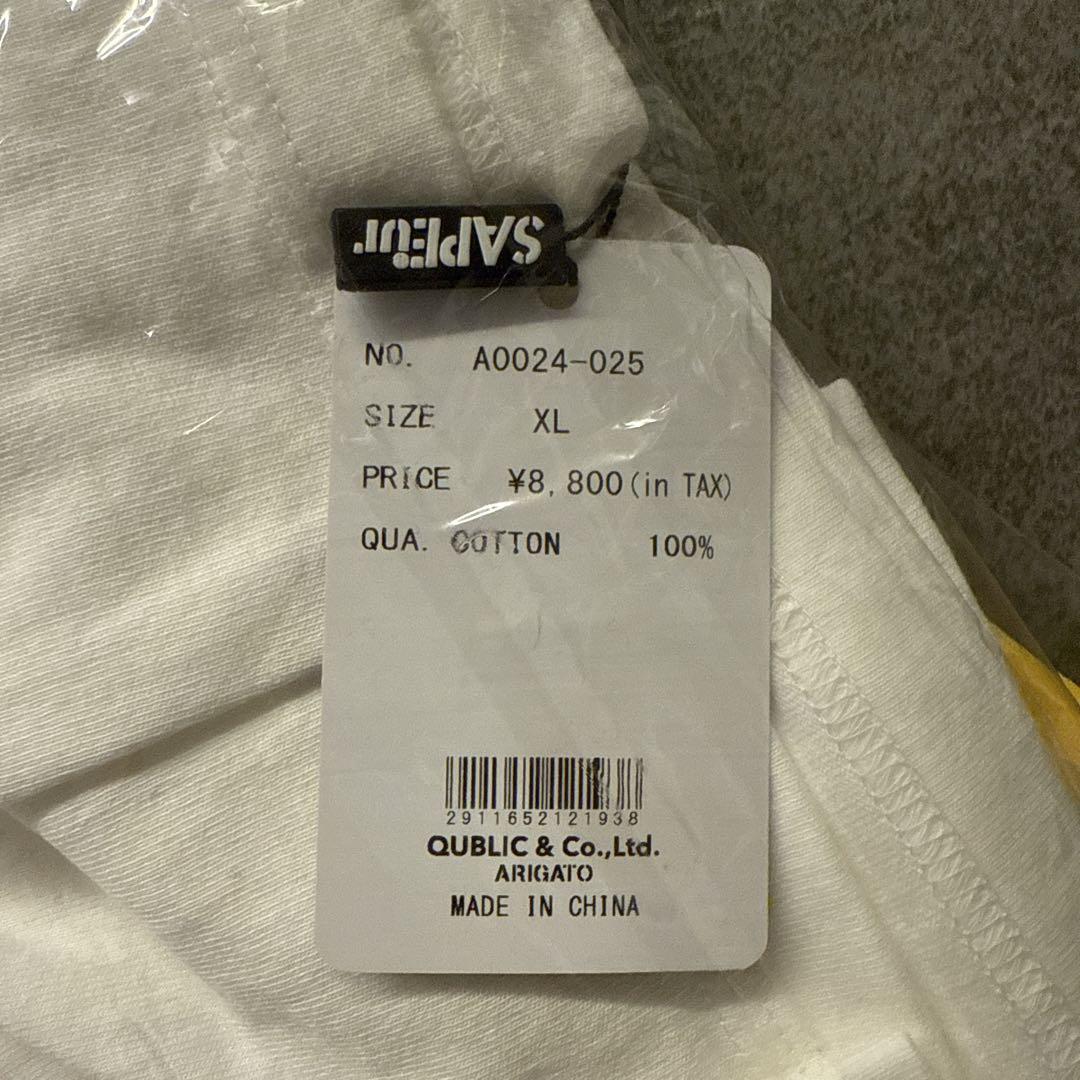 SAPEur
NO. A0024-025
SIZE XL
PRICE ¥8,800(in TAX)
QUA. COTTON 100%
2911652121938
QUBLIC & Co.,Ltd.
ARIGATO
MADE IN CHINA